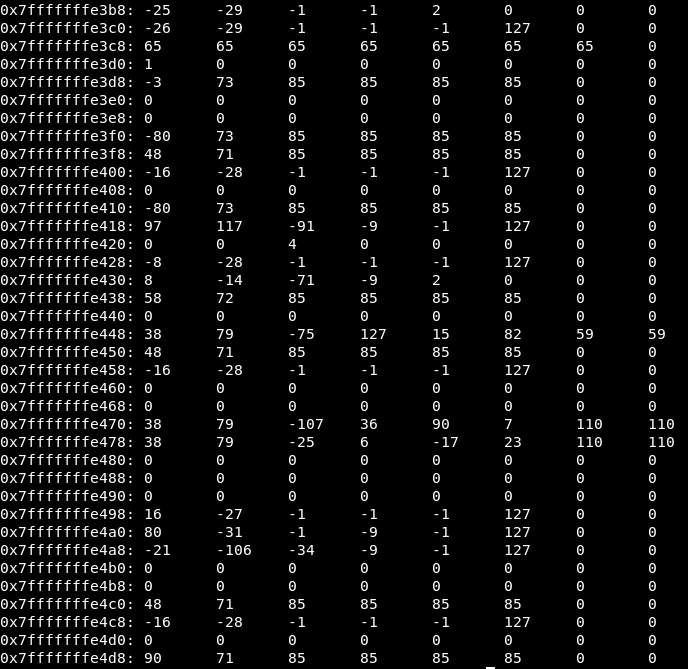 0x7fffffffe3b8: -25 -29 -1 -1 2 0 0 0
0x7fffffffe3c0: -26 -29 -1 -1 -1 127 0 0
0x7fffffffe3c8: 65 65 65 65 65 65 65 0
0x7fffffffe3d0: 1 0 0 0 0 0 0 0
0x7fffffffe3d8: -3 73 85 85 85 85 0 0
0x7fffffffe3e0: 0 0 0 0 0 0 0 0
0x7fffffffe3e8: 0 0 0 0 0 0 0 0
0x7fffffffe3f0: -80 73 85 85 85 85 0 0
0x7fffffffe3f8: 48 71 85 85 85 85 0 0
0x7fffffffe400: -16 -28 -1 -1 -1 127 0 0
0x7fffffffe408: 0 0 0 0 0 0 0 0
0x7fffffffe410: -80 73 85 85 85 85 0 0
0x7fffffffe418: 97 117 -91 -9 -1 127 0 0
0x7fffffffe420: 0 0 4 0 0 0 0 0
0x7fffffffe428: -8 -28 -1 -1 -1 127 0 0
0x7fffffffe430: 8 -14 -71 -9 2 0 0 0
0x7fffffffe438: 58 72 85 85 85 85 0 0
0x7fffffffe440: 0 0 0 0 0 0 0 0
0x7fffffffe448: 38 79 -75 127 15 82 59 59
0x7fffffffe450: 48 71 85 85 85 85 0 0
0x7fffffffe458: -16 -28 -1 -1 -1 127 0 0
0x7fffffffe460: 0 0 0 0 0 0 0 0
0x7fffffffe468: 0 0 0 0 0 0 0 0
0x7fffffffe470: 38 79 -107 36 90 7 110 110
0x7fffffffe478: 38 79 -25 6 -17 23 110 110
0x7fffffffe480: 0 0 0 0 0 0 0 0
0x7fffffffe488: 0 0 0 0 0 0 0 0
0x7fffffffe490: 0 0 0 0 0 0 0 0
0x7fffffffe498: 16 -27 -1 -1 -1 127 0 0
0x7fffffffe4a0: 80 -31 -1 -9 -1 127 0 0
0x7fffffffe4a8: -21 -106 -34 -9 -1 127 0 0
0x7fffffffe4b0: 0 0 0 0 0 0 0 0
0x7fffffffe4b8: 0 0 0 0 0 0 0 0
0x7fffffffe4c0: 48 71 85 85 85 85 0 0
0x7fffffffe4c8: -16 -28 -1 -1 -1 127 0 0
0x7fffffffe4d0: 0 0 0 0 0 0 0 0
0x7fffffffe4d8: 90 71 85 85 85 85 0 0